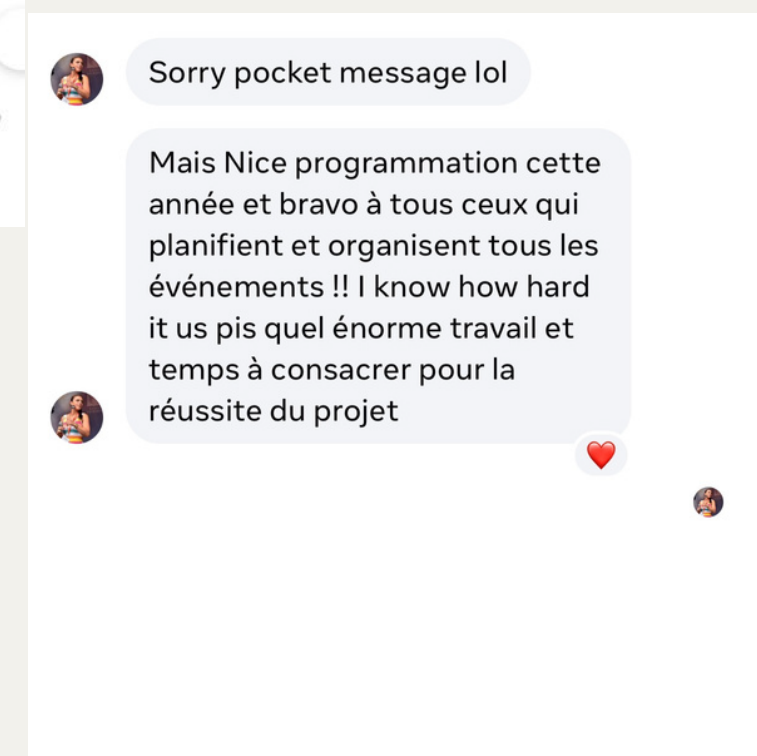 Sorry pocket message lol
Mais Nice programmation cette
année et bravo à tous ceux qui
planifient et organisent tous les
événements !! I know how hard
it us pis quel énorme travail et
temps à consacrer pour la
réussite du projet